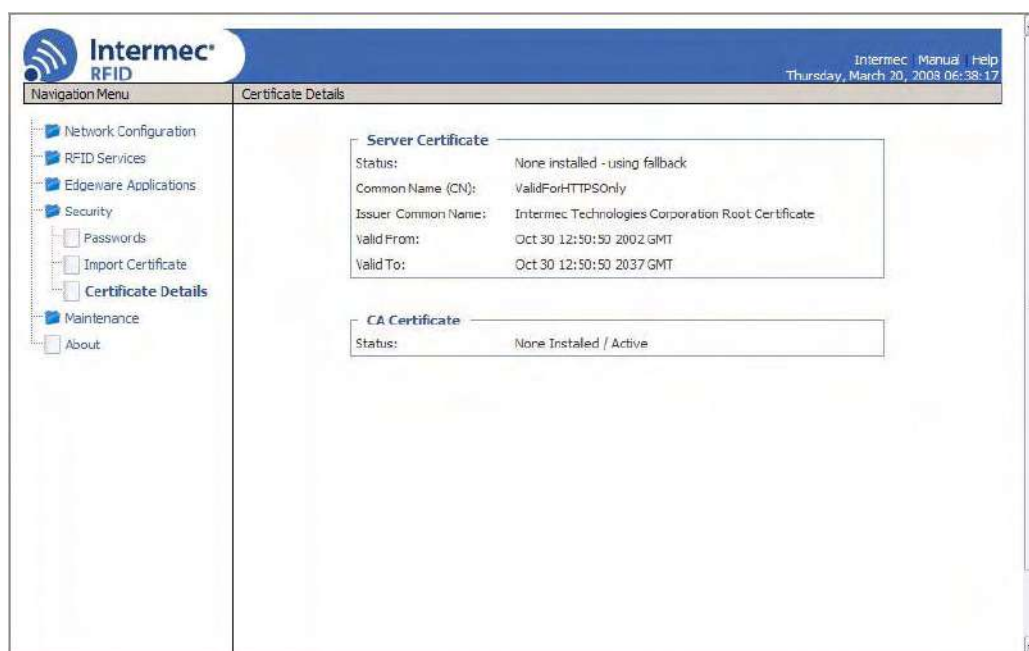 Intermec
RFID
Intermec | Manual | Help
Thursday, March 20, 2008 06:38:17
Navigation Menu
Certificate Details
Network Configuration
RFID Services
Edgeware Applications
Security
Passwords
Import Certificate
Certificate Details
Maintenance
About
Server Certificate
Status: None installed - using fallback
Common Name (CN): ValidForHTTPSOnly
Issuer Common Name: Intermec Technologies Corporation Root Certificate
Valid From: Oct 30 12:50:50 2002 GMT
Valid To: Oct 30 12:50:50 2037 GMT
CA Certificate
Status: None Installed / Active